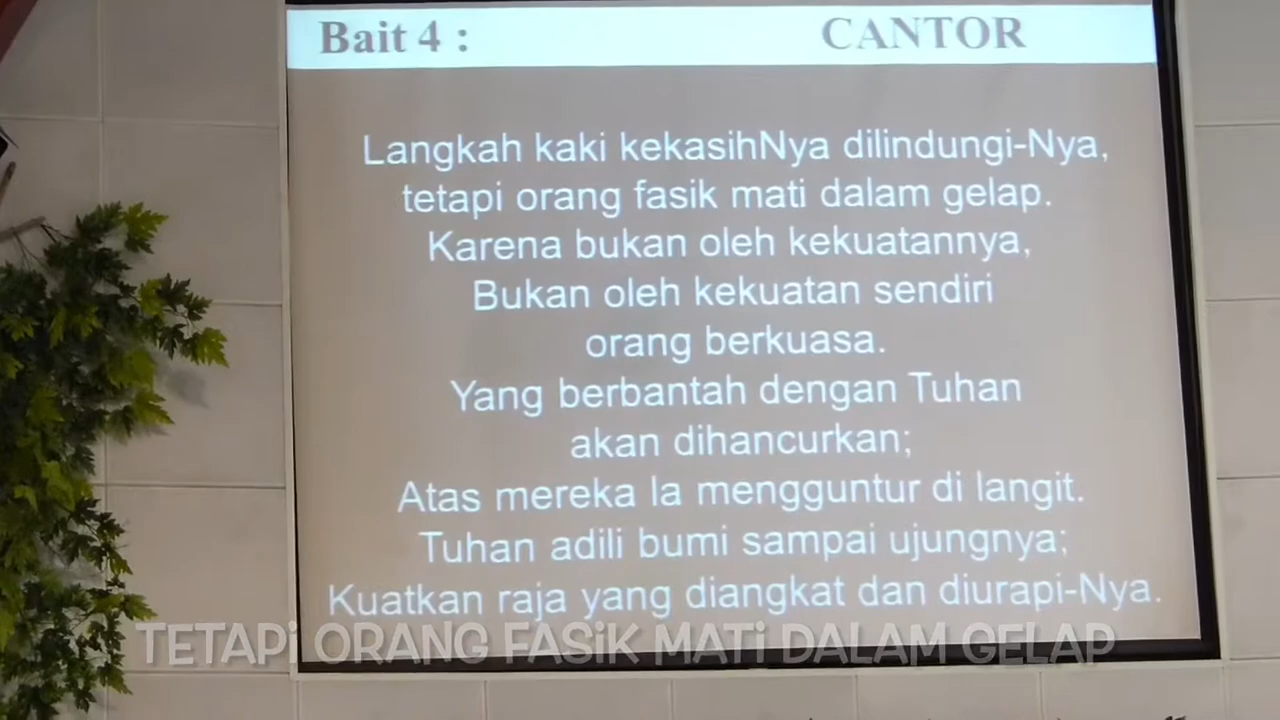 Bait 4 : CANTOR
Langkah kaki kekasihNya dilindungi-Nya,
tetapi orang fasik mati dalam gelap.
Karena bukan oleh kekuatannya,
Bukan oleh kekuatan sendiri
orang berkuasa.
Yang berbantah dengan Tuhan
akan dihancurkan;
Atas mereka Ia mengguntur di langit.
Tuhan adili bumi sampai ujungnya;
Kuatkan raja yang diangkat dan diurapi-Nya.
TETAPi ORANG FASiK MATi DALAM GELAP